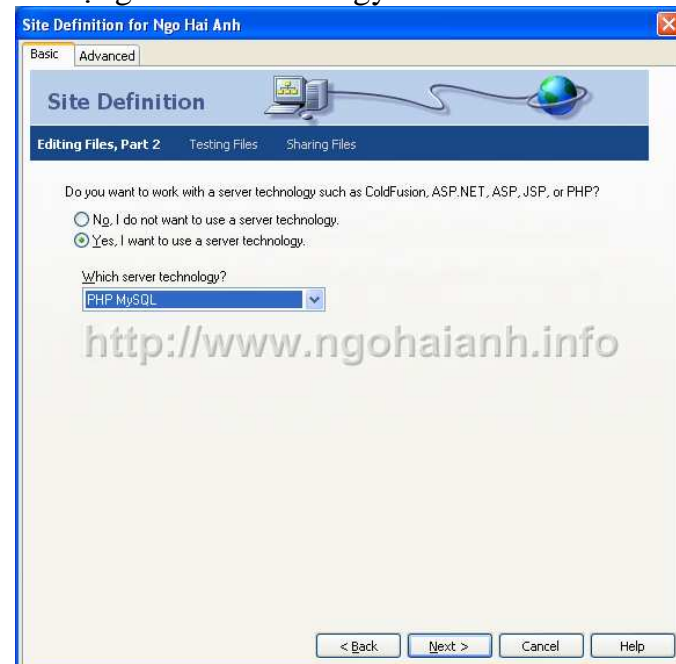 Site Definition for Ngo Hai Anh
Basic Advanced
Site Definition
Editing Files, Part 2 Testing Files Sharing Files
Do you want to work with a server technology such as ColdFusion, ASP.NET, ASP, JSP, or PHP?
No, I do not want to use a server technology.
Yes, I want to use a server technology.
Which server technology?
PHP MySQL
http://www.ngohaianh.info
< Back Next > Cancel Help